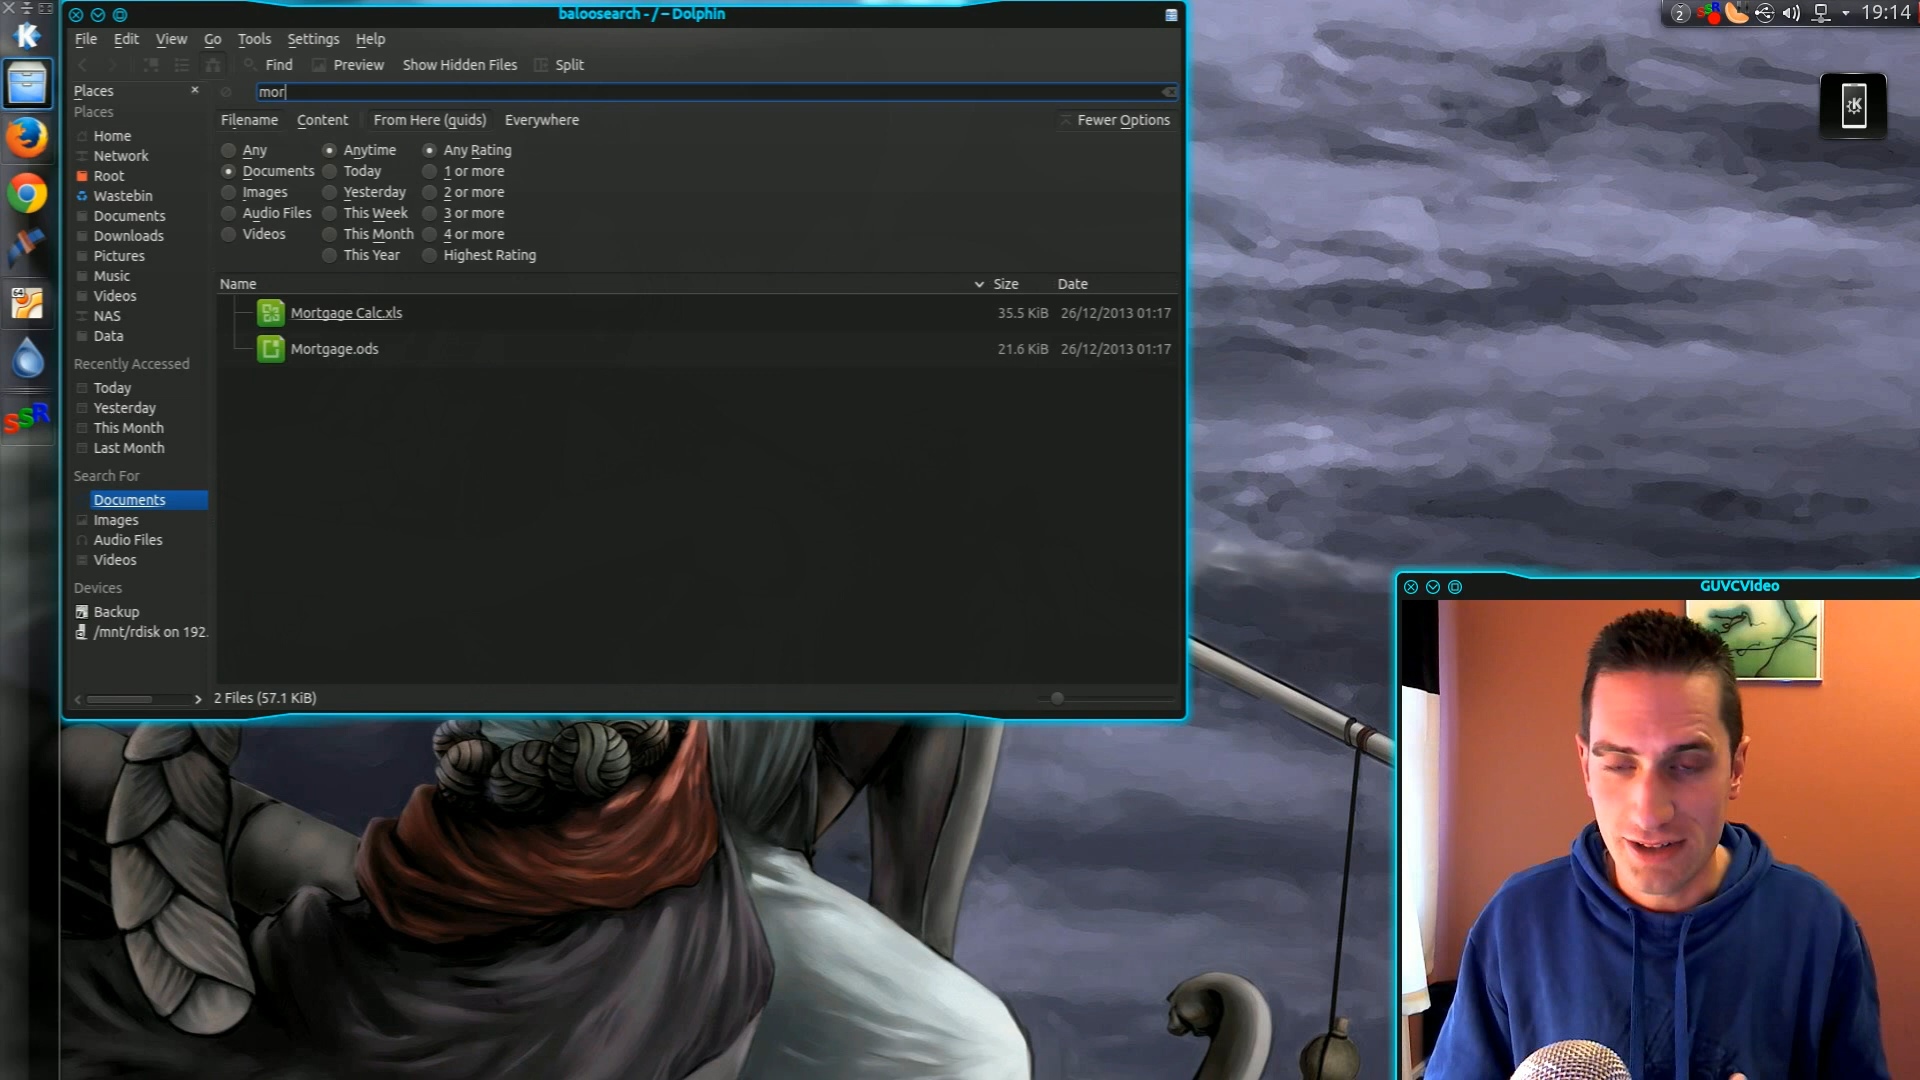 baloosearch - / – Dolphin
2
SSR
19:14
File Edit View Go Tools Settings Help
Find Preview Show Hidden Files Split
Places
mor
Places
Filename Content From Here (quids) Everywhere Fewer Options
Home
Network
Root
Wastebin
Documents
Downloads
Pictures
Music
Videos
NAS
Data
Any Anytime Any Rating
Documents Today 1 or more
Images Yesterday 2 or more
Audio Files This Week 3 or more
Videos This Month 4 or more
This Year Highest Rating
Name Size Date
Mortgage Calc.xls 35.5 KiB 26/12/2013 01:17
Mortgage.ods 21.6 KiB 26/12/2013 01:17
Recently Accessed
Today
Yesterday
This Month
Last Month
Search For
Documents
Images
Audio Files
Videos
Devices
Backup
/mnt/rdisk on 192.
2 Files (57.1 KiB)
K
64
SSR
K
GUVCVideo